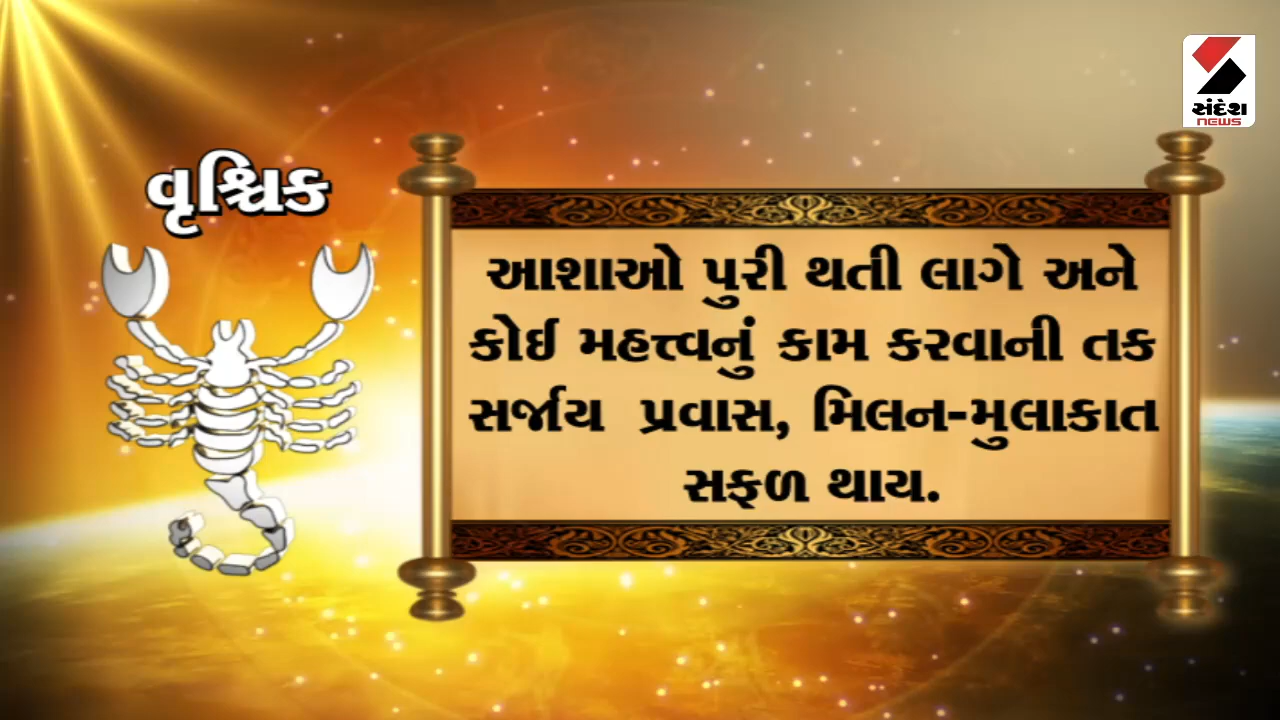 સંદેશ
NEWS
વૃશ્ચિક
આશાઓ પુરી થતી લાગે અને
કોઈ મહત્ત્વનું કામ કરવાની તક
સર્જાય પ્રવાસ, મિલન-મુલાકાત
સફળ થાય.